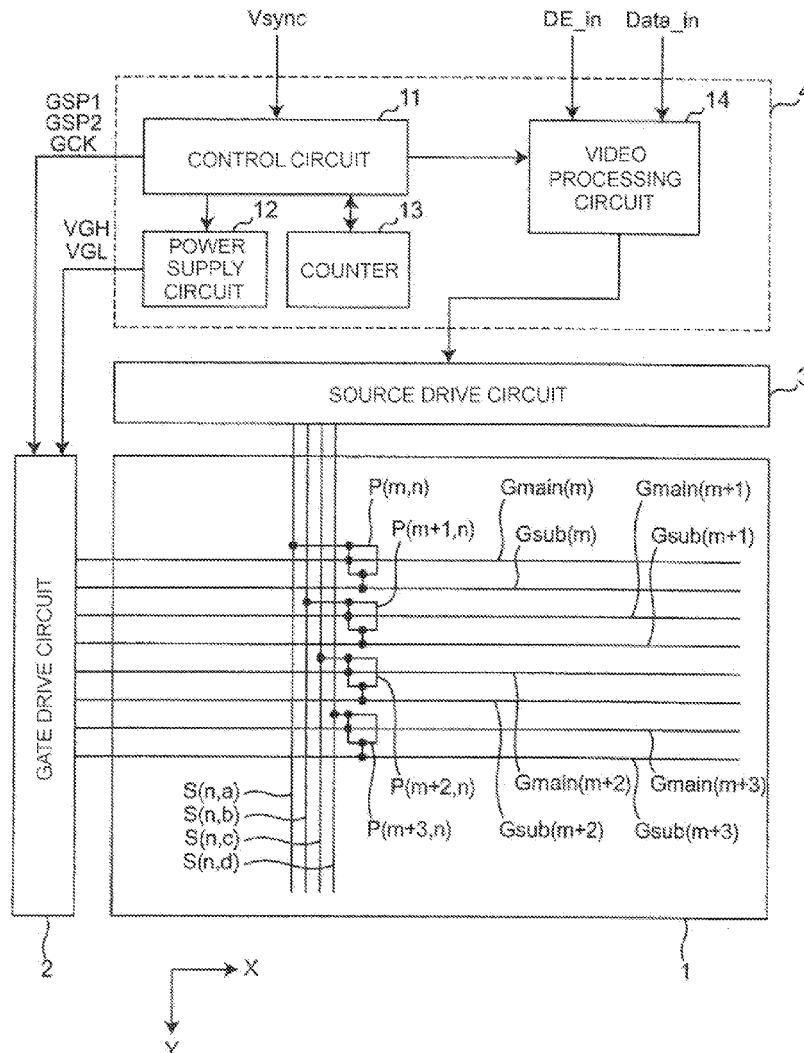 Vsync
DE_in
Data_in
GSP1
GSP2
GCK
11
14
4
CONTROL CIRCUIT
VIDEO
PROCESSING
CIRCUIT
VGH
VGL
12
13
POWER
SUPPLY
CIRCUIT
COUNTER
SOURCE DRIVE CIRCUIT
3
P(m,n)
Gmain(m)
Gmain(m+1)
P(m+1,n)
Gsub(m)
Gsub(m+1)
GATE DRIVE CIRCUIT
S(n,a)
S(n,b)
S(n,c)
S(n,d)
P(m+2,n)
Gmain(m+2)
Gmain(m+3)
P(m+3,n)
Gsub(m+2)
Gsub(m+3)
2
1
X
Y